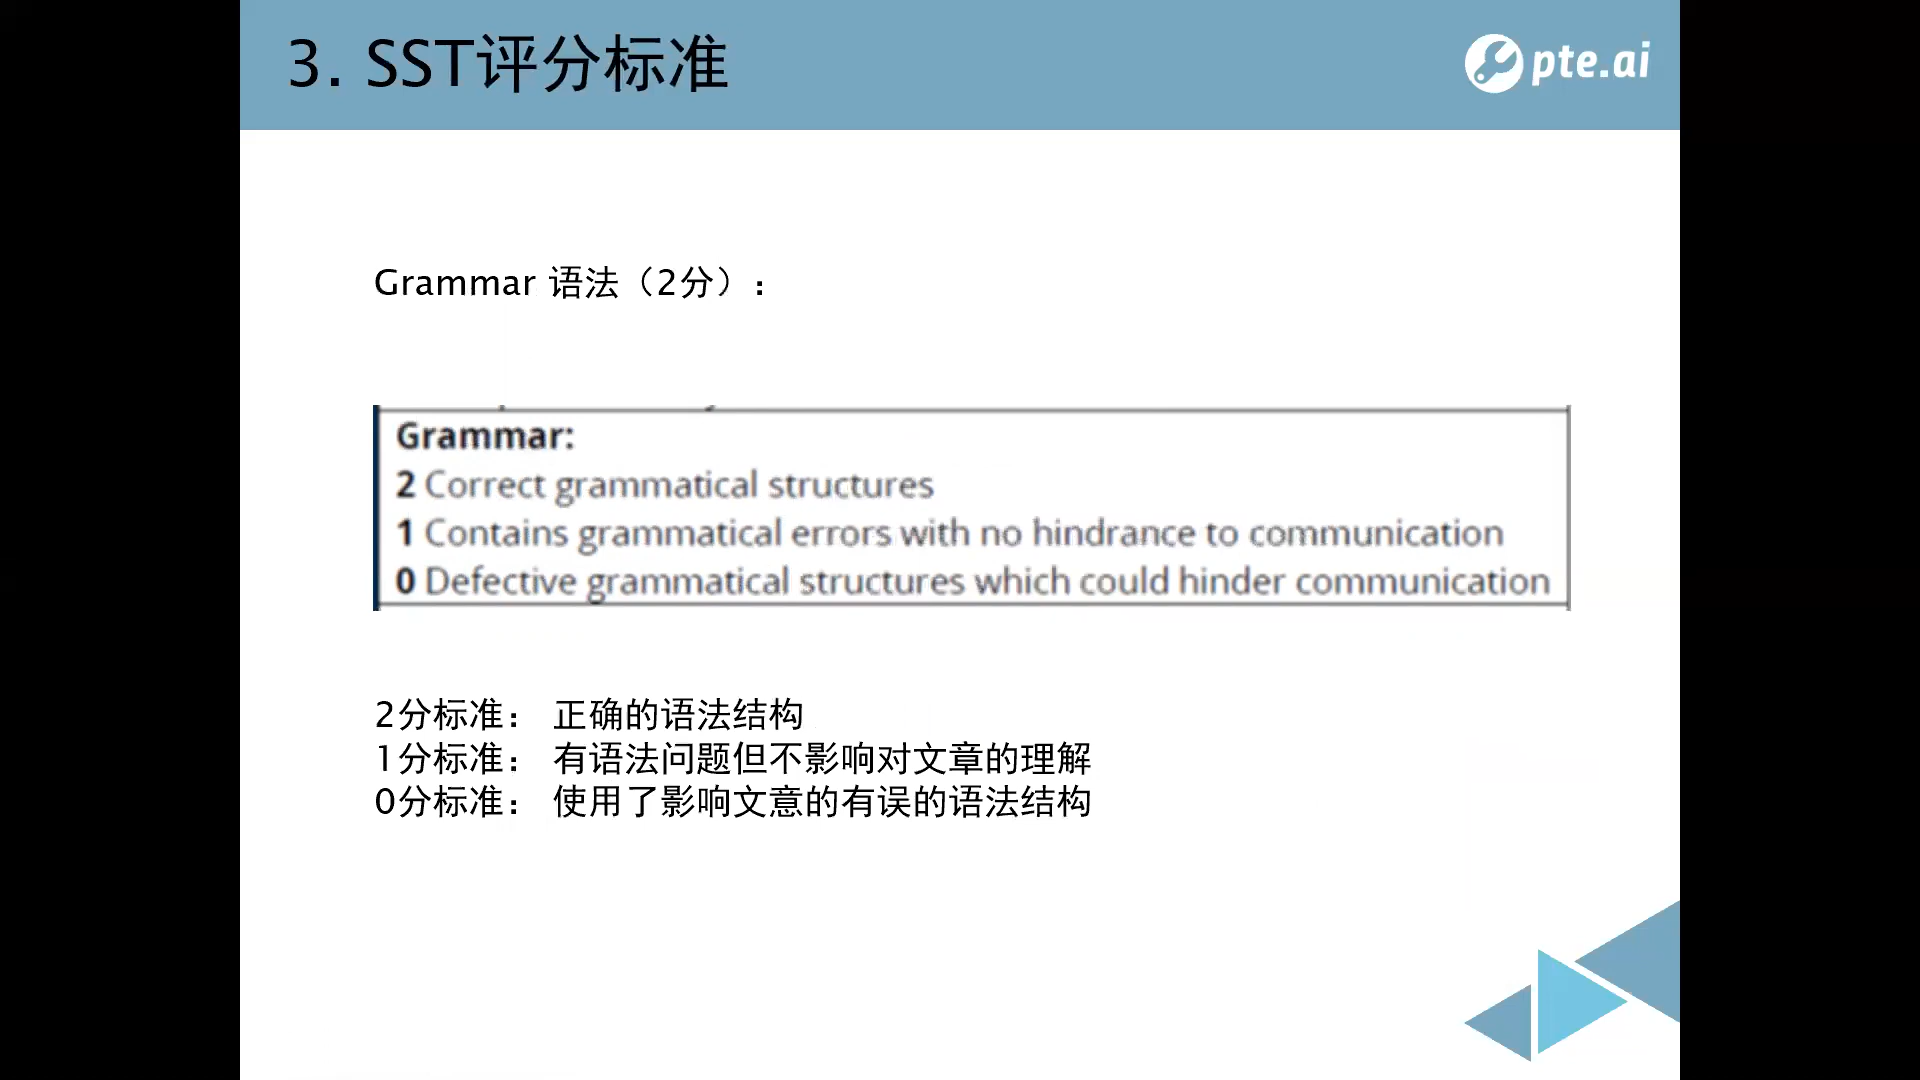 3. SST评分标准
pte.ai
Grammar 语法（2分）：
Grammar:
2 Correct grammatical structures
1 Contains grammatical errors with no hindrance to communication
0 Defective grammatical structures which could hinder communication
2分标准： 正确的语法结构
1分标准： 有语法问题但不影响对文章的理解
0分标准： 使用了影响文意的有误的语法结构